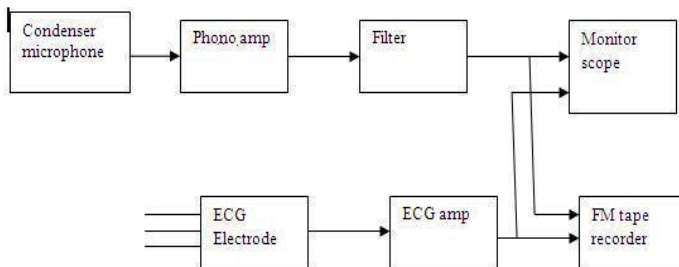 Condenser
microphone
Phono amp
Filter
Monitor
scope
ECG
Electrode
ECG amp
FM tape
recorder